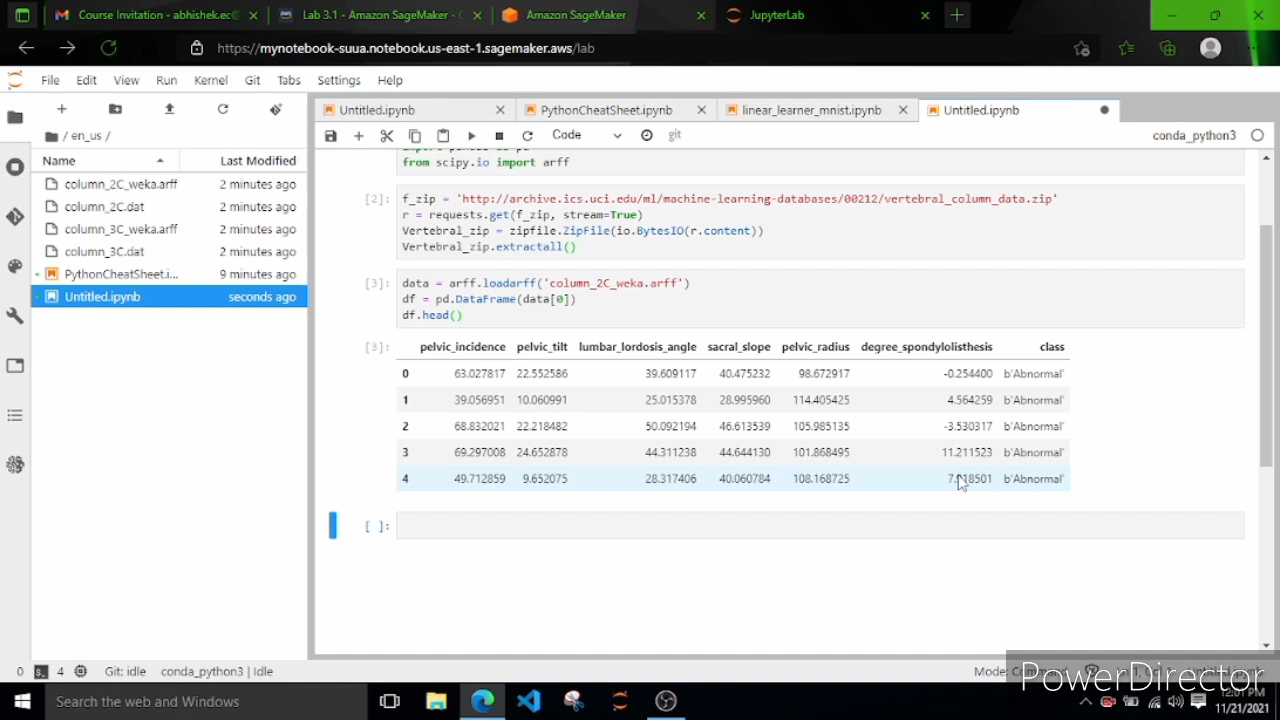 Course Invitation - abhishek.ec@
Lab 3.1 - Amazon SageMaker - C
Amazon SageMaker
JupyterLab
https://mynotebook-suua.notebook.us-east-1.sagemaker.aws/lab
File Edit View Run Kernel Git Tabs Settings Help
Untitled.ipynb
PythonCheatSheet.ipynb
linear_learner_mnist.ipynb
Untitled.ipynb
Code
git
conda_python3
/ en_us /
Name Last Modified
column_2C_weka.arff 2 minutes ago
column_2C.dat 2 minutes ago
column_3C_weka.arff 2 minutes ago
column_3C.dat 2 minutes ago
PythonCheatSheet.i... 9 minutes ago
Untitled.ipynb seconds ago
from scipy.io import arff
[2]: f_zip = 'http://archive.ics.uci.edu/ml/machine-learning-databases/00212/vertebral_column_data.zip'
r = requests.get(f_zip, stream=True)
Vertebral_zip = zipfile.ZipFile(io.BytesIO(r.content))
Vertebral_zip.extractall()
[3]: data = arff.loadarff('column_2C_weka.arff')
df = pd.DataFrame(data[0])
df.head()
[3]: pelvic_incidence pelvic_tilt lumbar_lordosis_angle sacral_slope pelvic_radius degree_spondylolisthesis class
0 63.027817 22.552586 39.609117 40.475232 98.672917 -0.254400 b'Abnormal'
1 39.056951 10.060991 25.015378 28.995960 114.405425 4.564259 b'Abnormal'
2 68.832021 22.218482 50.092194 46.613539 105.985135 -3.530317 b'Abnormal'
3 69.297008 24.652878 44.311238 44.644130 101.868495 11.211523 b'Abnormal'
4 49.712859 9.652075 28.317406 40.060784 108.168725 b'Abnormal'
[ ]:
0 4 Git: idle conda_python3 | Idle
Mode:
PowerDirector
Search the web and Windows
12:01 PM
11/21/2021